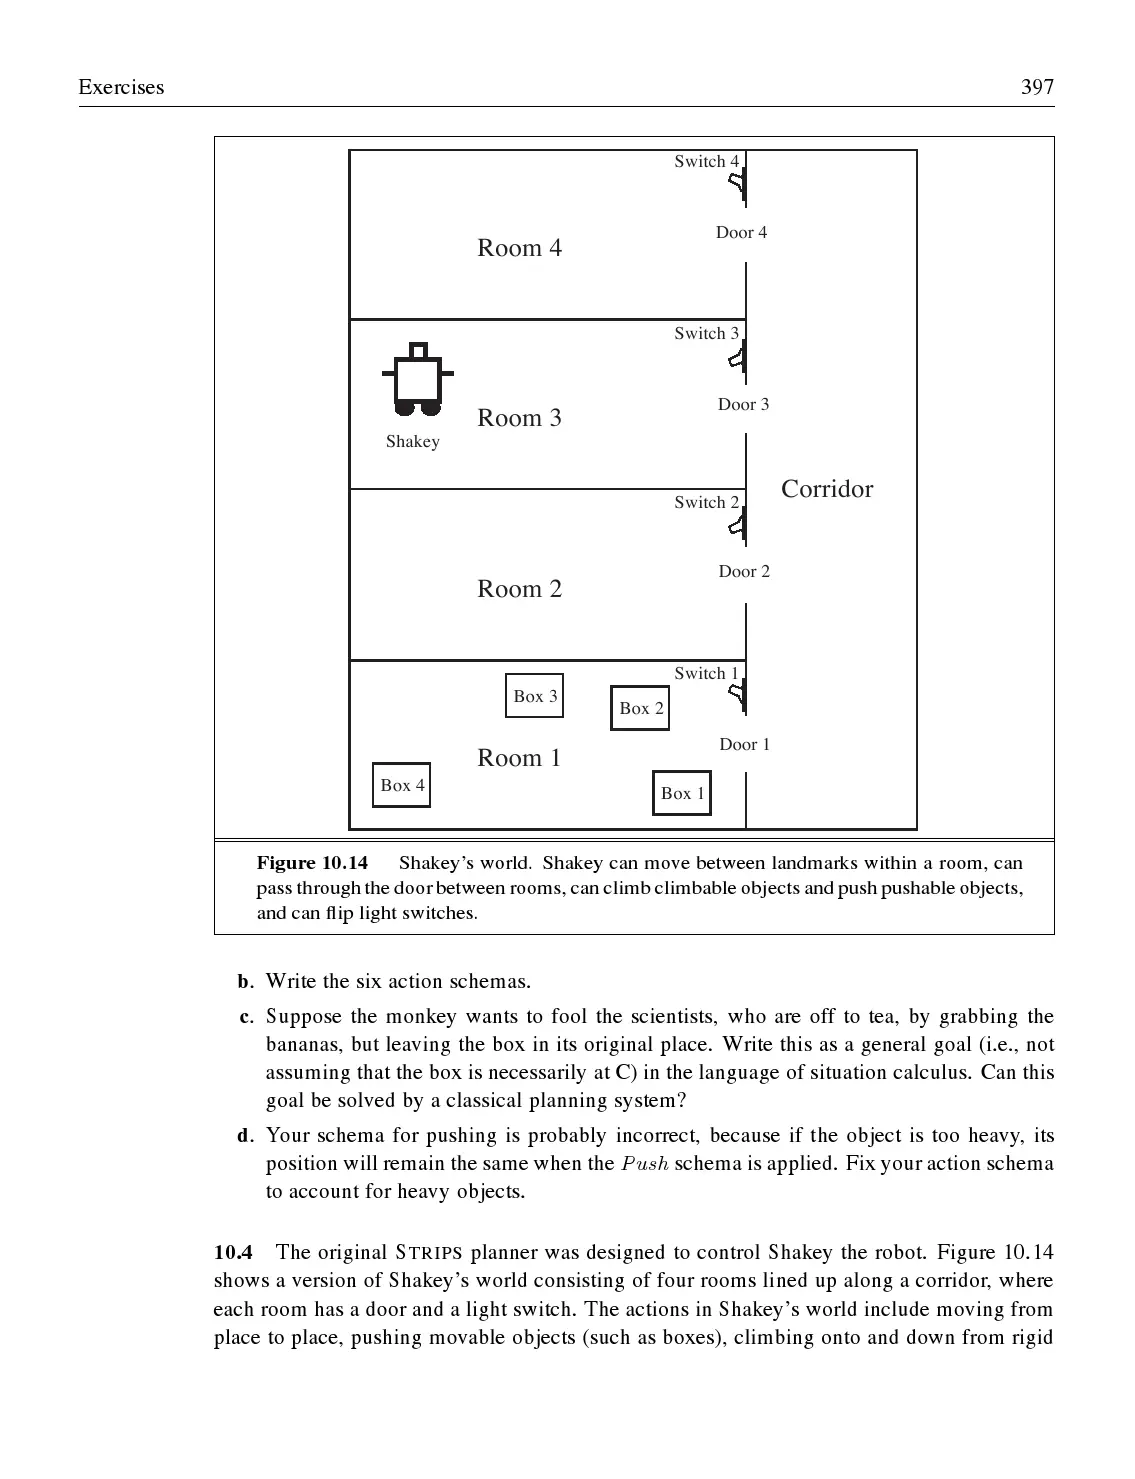 Exercises 397
Switch 4
Door 4
Room 4
Switch 3
Door 3
Room 3
Shakey
Corridor
Switch 2
Door 2
Room 2
Switch 1
Box 3
Box 2
Door 1
Room 1
Box 4
Box 1
Figure 10.14 Shakey's world. Shakey can move between landmarks within a room, can
pass through the door between rooms, can climb climbable objects and push pushable objects,
and can flip light switches.
b. Write the six action schemas.
c. Suppose the monkey wants to fool the scientists, who are off to tea, by grabbing the
bananas, but leaving the box in its original place. Write this as a general goal (i.e., not
assuming that the box is necessarily at C) in the language of situation calculus. Can this
goal be solved by a classical planning system?
d. Your schema for pushing is probably incorrect, because if the object is too heavy, its
position will remain the same when the Push schema is applied. Fix your action schema
to account for heavy objects.
10.4 The original STRIPS planner was designed to control Shakey the robot. Figure 10.14
shows a version of Shakey's world consisting of four rooms lined up along a corridor, where
each room has a door and a light switch. The actions in Shakey's world include moving from
place to place, pushing movable objects (such as boxes), climbing onto and down from rigid